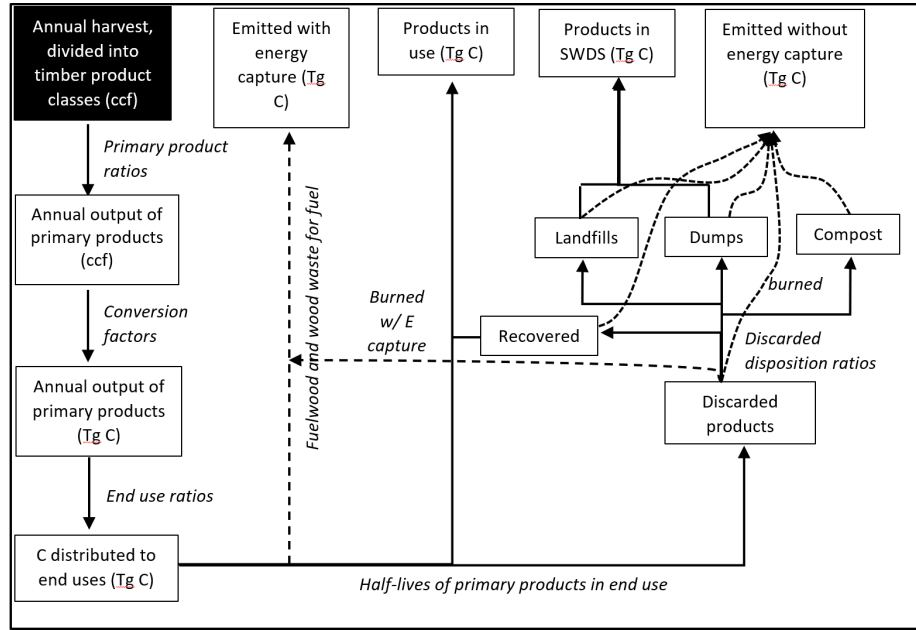 Annual harvest,
divided into
timber product
classes (ccf)
Emitted with
energy
capture (Tg
C)
Products in
use (Tg C)
Products in
SWDS (Tg C)
Emitted without
energy capture
(Tg C)
Primary product
ratios
Annual output of
primary products
(ccf)
Conversion
factors
Annual output of
primary products
(Tg C)
End use ratios
C distributed to
end uses (Tg C)
Fuelwood and wood waste for fuel
Burned
w/ E
capture
Recovered
Landfills
Dumps
Compost
burned
Discarded
disposition ratios
Discarded
products
Half-lives of primary products in end use